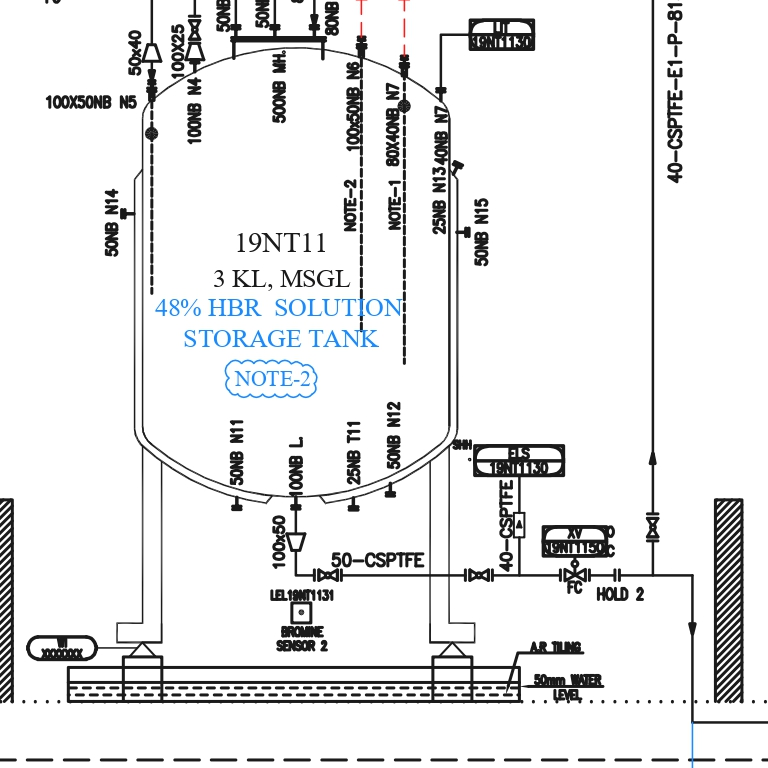 50x40
100X25
50NB
50NB
80NB
LIT
19NT1130
40-CSPTFE-E1-P-81
100X50NB N5
100NB N4
500NB MH.
100x50NB N6
80X40NB N7
40NB N7
NOTE-2
NOTE-1
25NB N13
50NB N14
50NB N15
19NT11
3 KL, MSGL
48% HBR SOLUTION
STORAGE TANK
NOTE-2
50NB N11
100NB L.
25NB T11
50NB N12
SHH
ELS
19NT1130
40-CSPTFE
100x50
50-CSPTFE
XV
19NT1150
FC
HOLD 2
LEL19NT1131
BROMINE
SENSOR 2
WI
XXXXXXX
A.R TILING
50mm WATER
LEVEL